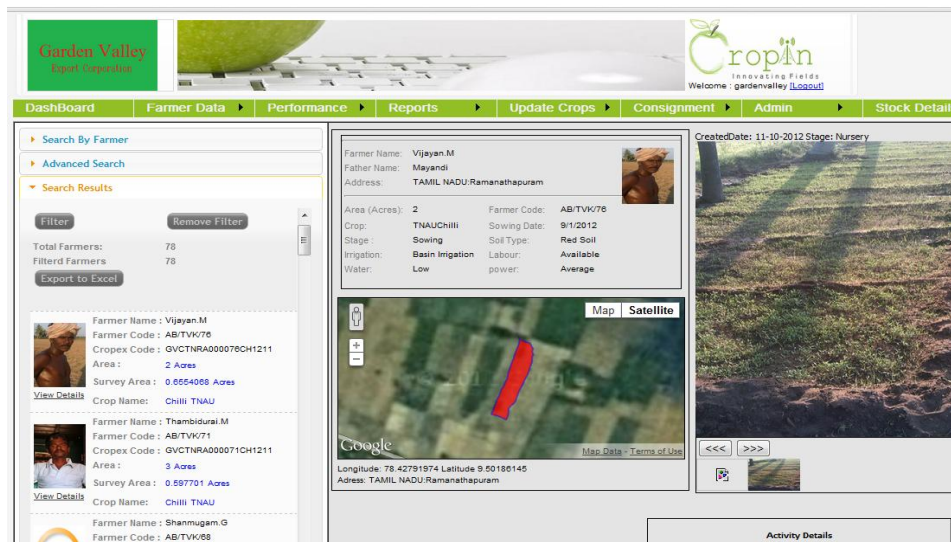 Garden Valley
Export Corporation
Cropin
Innovating Fields
Welcome : gardenvalley [Logout]
DashBoard Farmer Data Performance Reports Update Crops Consignment Admin Stock Detail
Search By Farmer
Advanced Search
Search Results
Filter Remove Filter
Total Farmers: 78
Filterd Farmers 78
Export to Excel
Farmer Name : Vijayan.M
Farmer Code : AB/TVK/76
Cropex Code : GVCTNRA000076CH1211
Area : 2 Acres
Survey Area : 0.6554068 Acres
View Details
Crop Name: Chilli TNAU
Farmer Name : Thambidurai.M
Farmer Code : AB/TVK/71
Cropex Code : GVCTNRA000071CH1211
Area : 3 Acres
Survey Area : 0.597701 Acres
View Details
Crop Name: Chilli TNAU
Farmer Name : Shanmugam.G
Farmer Code : AB/TVK/68
Farmer Name: Vijayan.M
Father Name: Mayandi
Address: TAMIL NADU:Ramanathapuram
Area (Acres): 2 Farmer Code: AB/TVK/76
Crop: TNAUChilli Sowing Date: 9/1/2012
Stage : Sowing Soil Type: Red Soil
Irrigation: Basin Irrigation Labour: Available
Water: Low power: Average
Map Satellite
Google
Map Data - Terms of Use
Longitude: 78.42791974 Latitude 9.50186145
Adress: TAMIL NADU:Ramanathapuram
CreatedDate: 11-10-2012 Stage: Nursery
<<< >>>
Activity Details